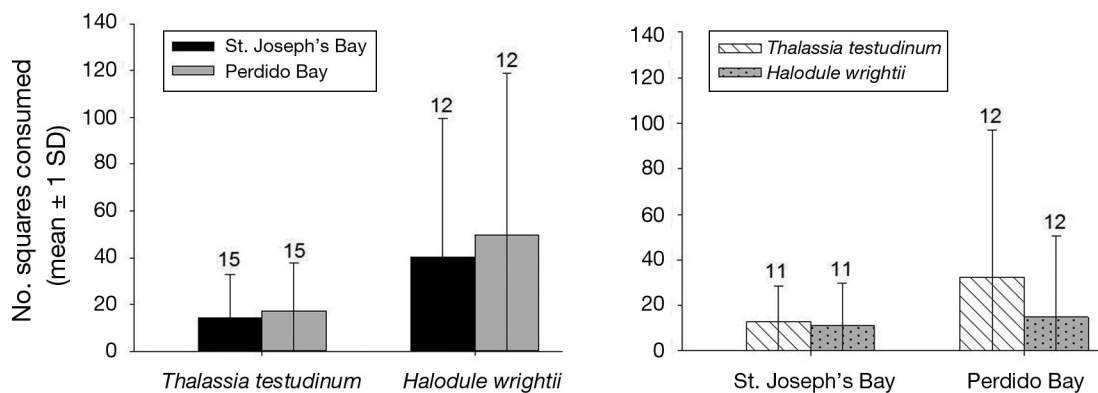 No. squares consumed
(mean ± 1 SD)
140
120
100
80
60
40
20
0
St. Joseph's Bay
Perdido Bay
15
15
12
12
Thalassia testudinum
Halodule wrightii
140
120
100
80
60
40
20
0
Thalassia testudinum
Halodule wrightii
11
11
12
12
St. Joseph's Bay
Perdido Bay